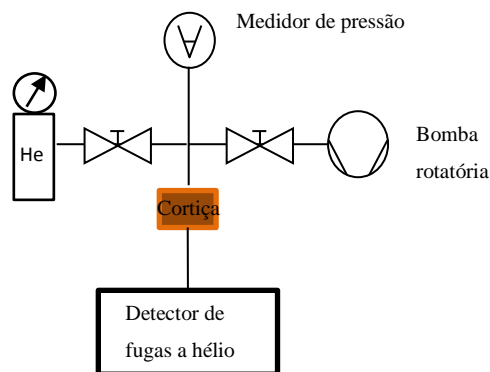 Medidor de pressão
He
Bomba
rotatória
Cortiça
Detector de
fugas a hélio